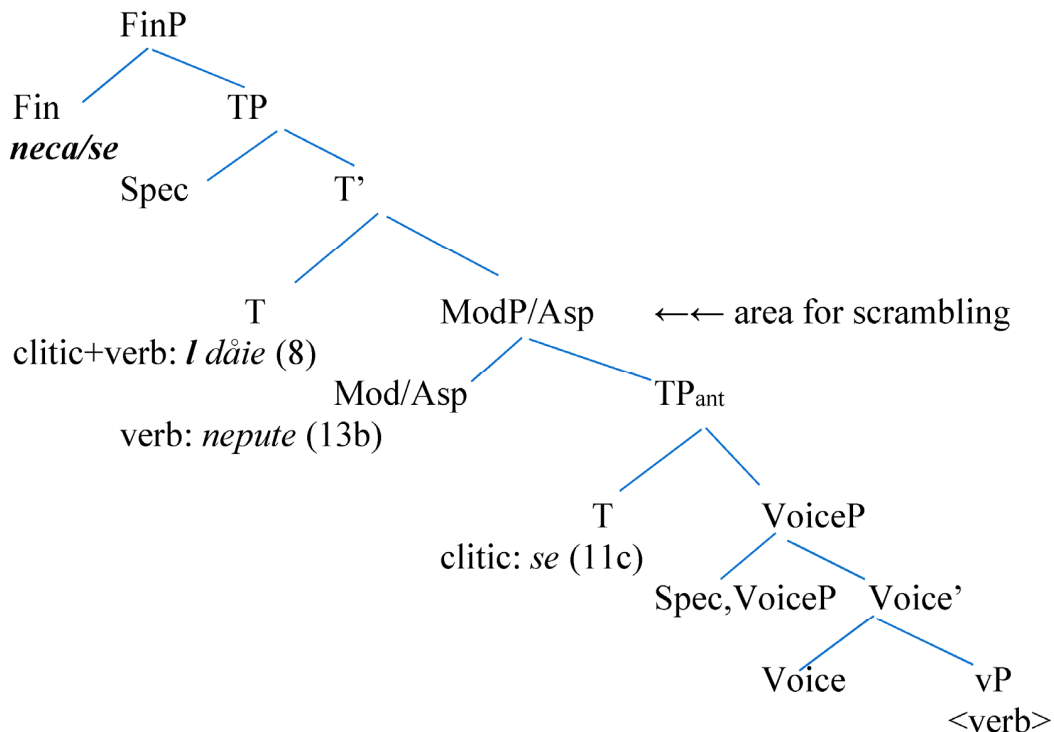 FinP
Fin TP
neca/se
Spec T’
T ModP/Asp ←← area for scrambling
clitic+verb: l dåie (8)
Mod/Asp TPant
verb: nepute (13b)
T VoiceP
clitic: se (11c)
Spec,VoiceP Voice’
Voice vP
<verb>